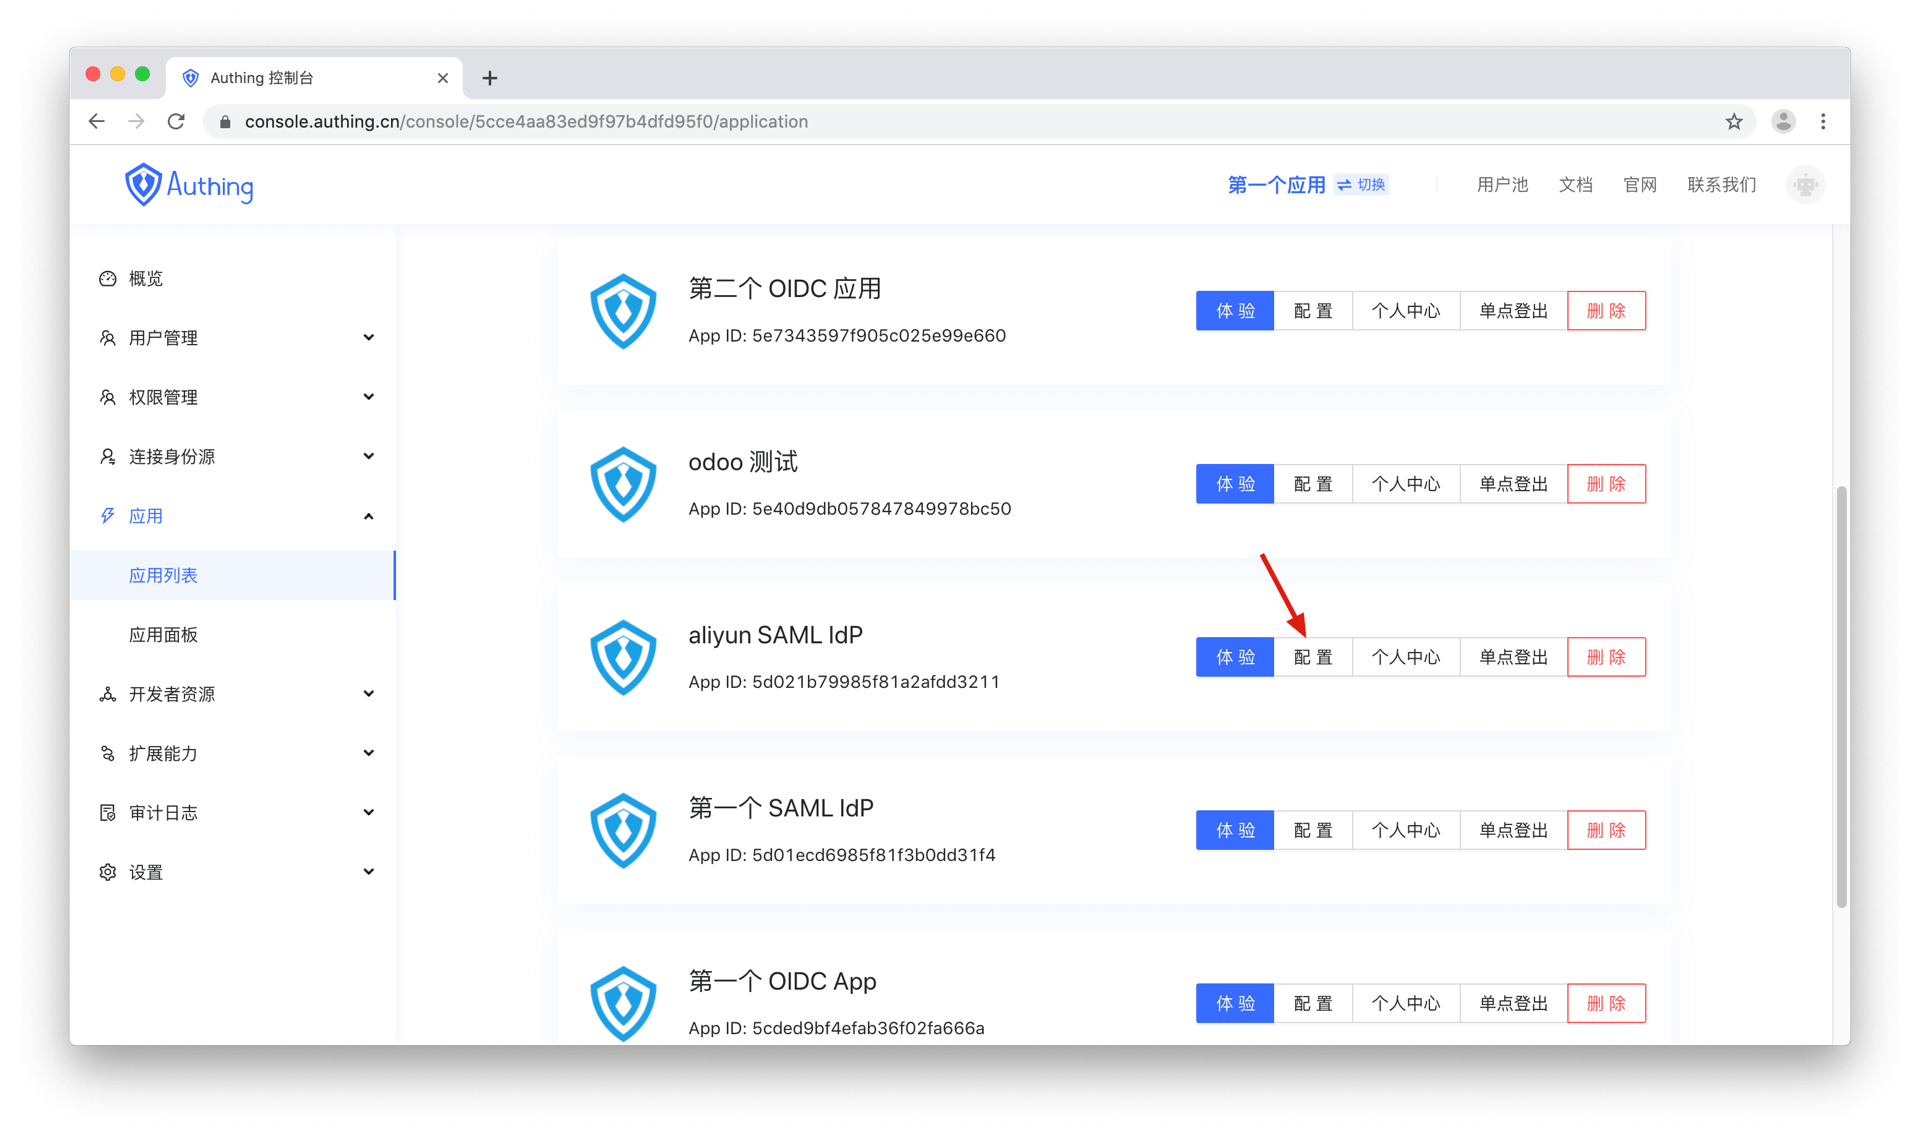 Authing 控制台
console.authing.cn/console/5cce4aa83ed9f97b4dfd95f0/application
Authing
第一个应用 切换 用户池 文档 官网 联系我们
概览
用户管理
权限管理
连接身份源
应用
应用列表
应用面板
开发者资源
扩展能力
审计日志
设置
第二个 OIDC 应用
App ID: 5e7343597f905c025e99e660
体 验 配 置 个人中心 单点登出 删 除
odoo 测试
App ID: 5e40d9db057847849978bc50
体 验 配 置 个人中心 单点登出 删 除
aliyun SAML IdP
App ID: 5d021b79985f81a2afdd3211
体 验 配 置 个人中心 单点登出 删 除
第一个 SAML IdP
App ID: 5d01ecd6985f81f3b0dd31f4
体 验 配 置 个人中心 单点登出 删 除
第一个 OIDC App
App ID: 5cded9bf4efab36f02fa666a
体 验 配 置 个人中心 单点登出 删 除